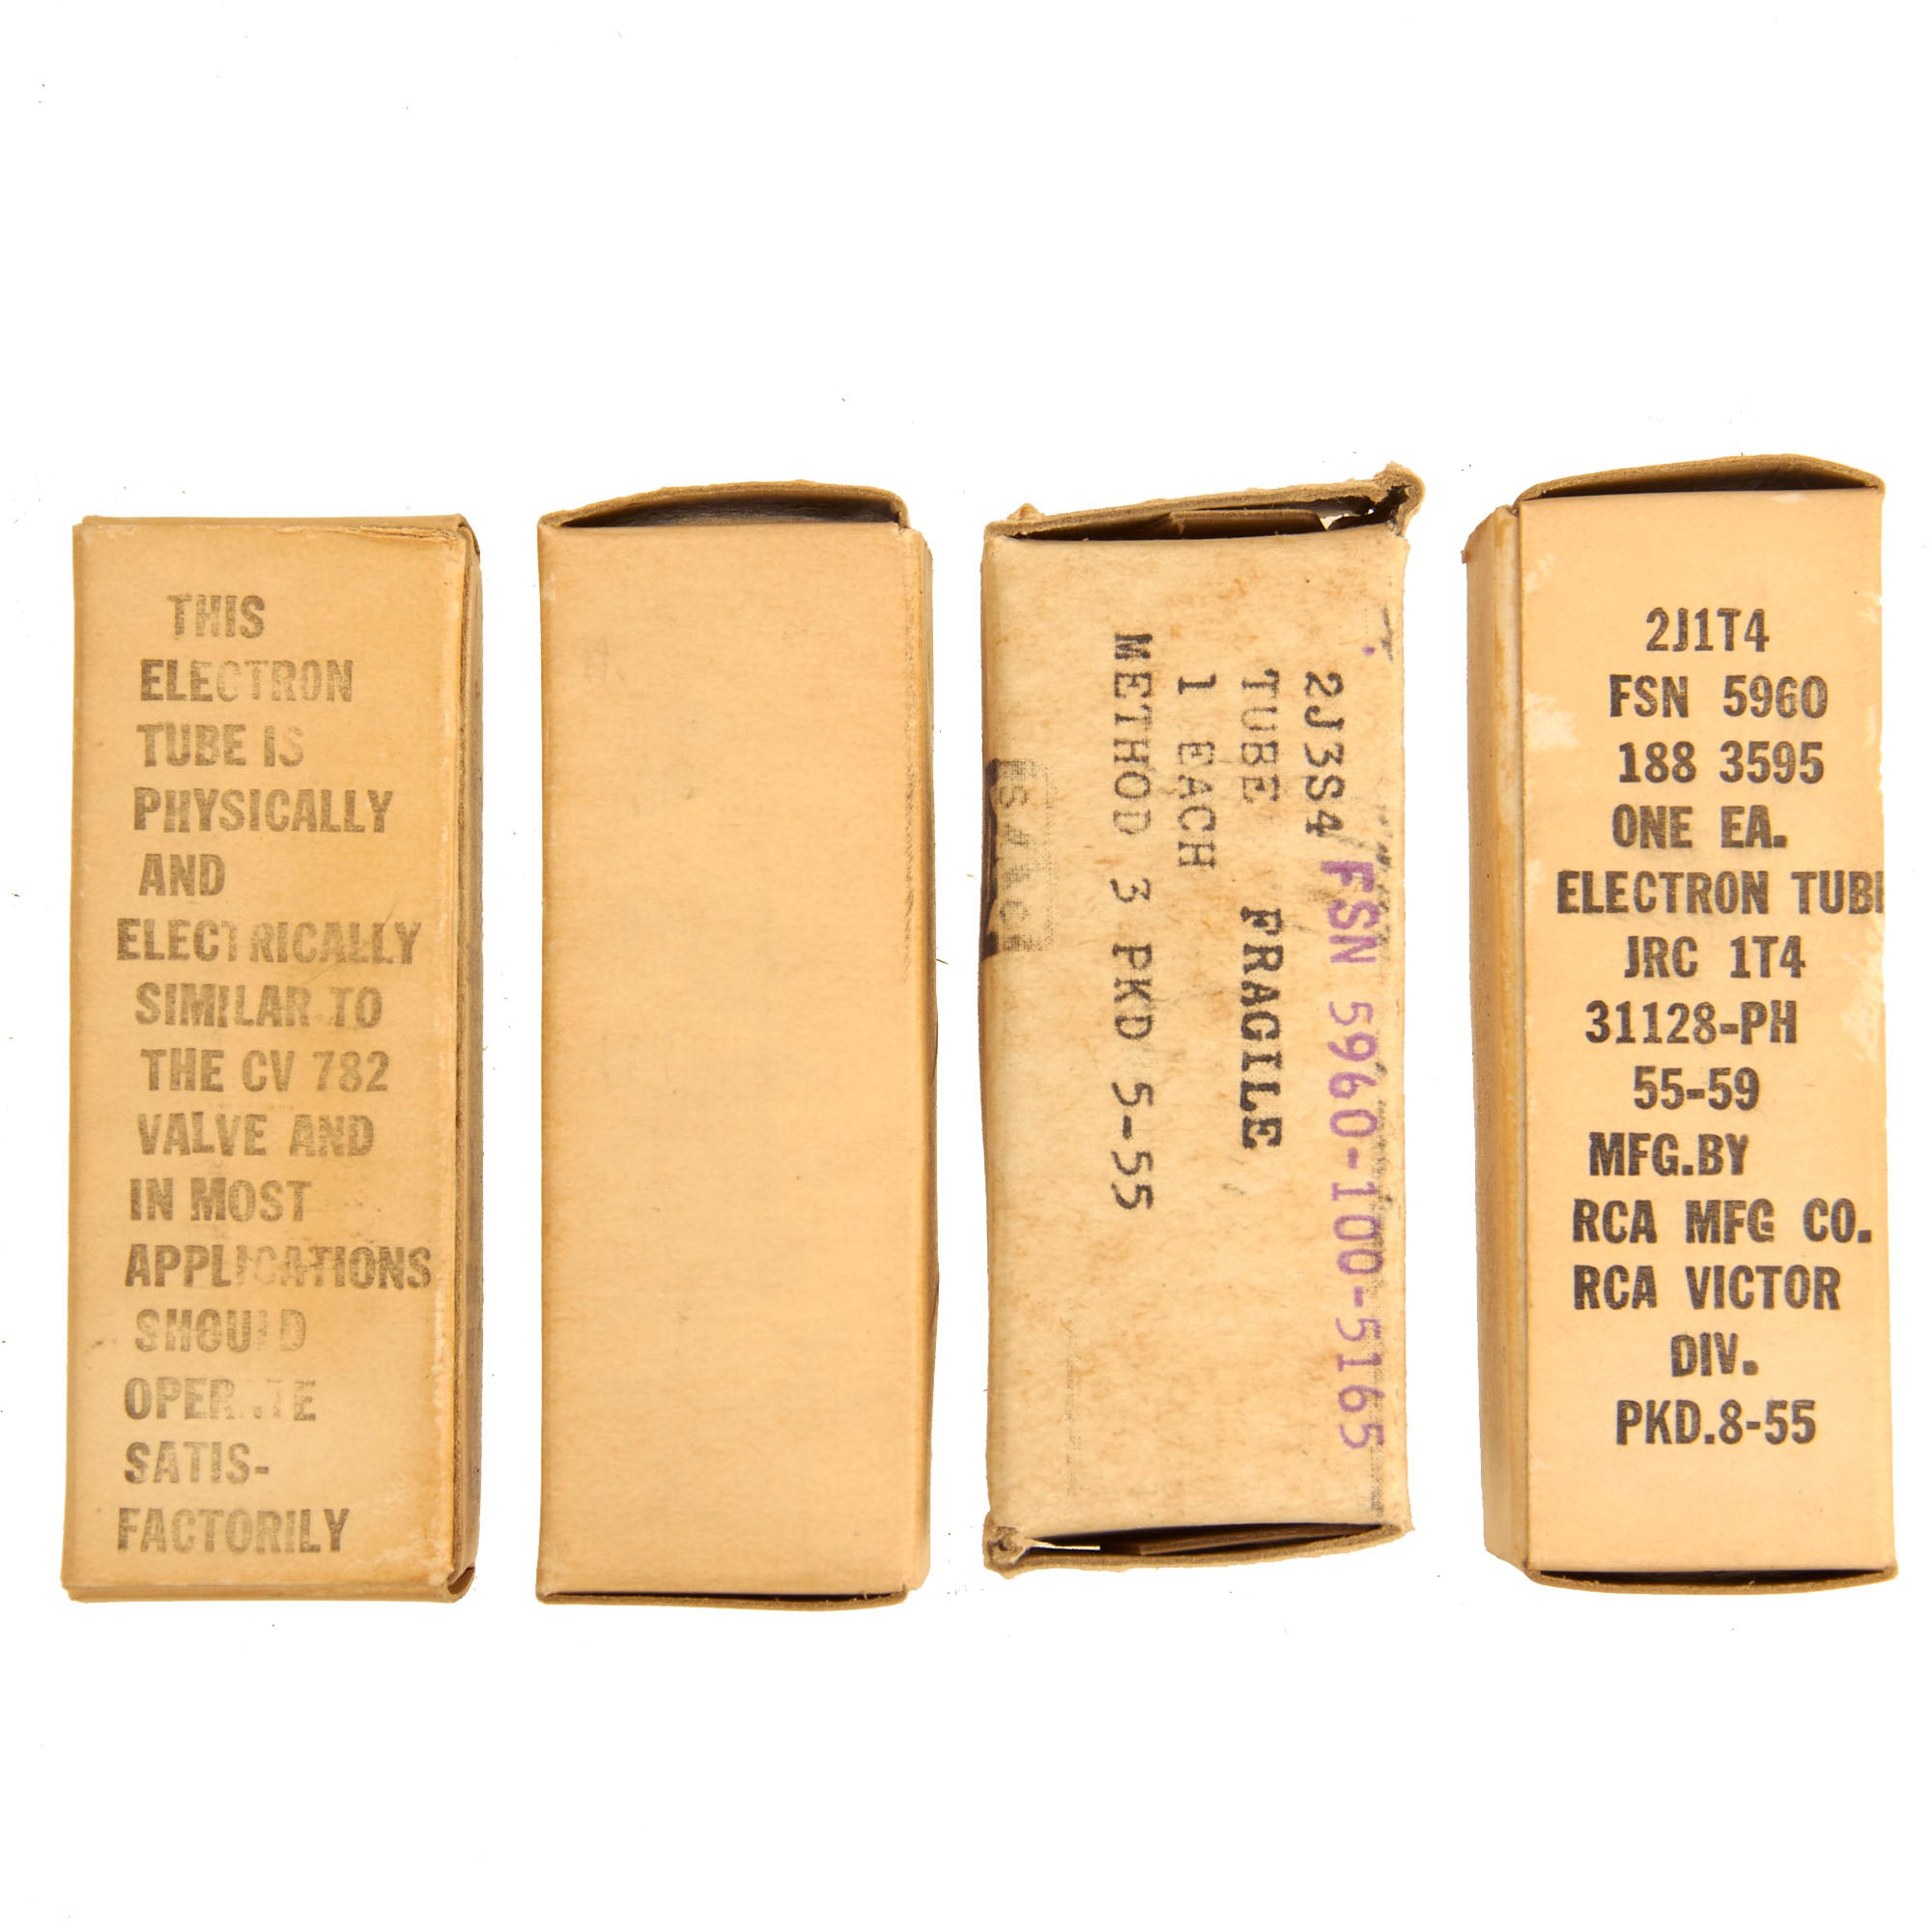 THIS
ELECTRON
TUBE IS
PHYSICALLY
AND
ELECTRICALLY
SIMILAR TO
THE CV 782
VALVE AND
IN MOST
APPLICATIONS
SHOULD
OPERATE
SATIS-
FACTORILY
2J3S4 FSN 5960-100-5165
TUBE FRAGILE
1 EACH
METHOD 3 PKD 5-55
2J1T4
FSN 5960
188 3595
ONE EA.
ELECTRON TUBE
JRC 1T4
31128-PH
55-59
MFG.BY
RCA MFG CO.
RCA VICTOR
DIV.
PKD.8-55